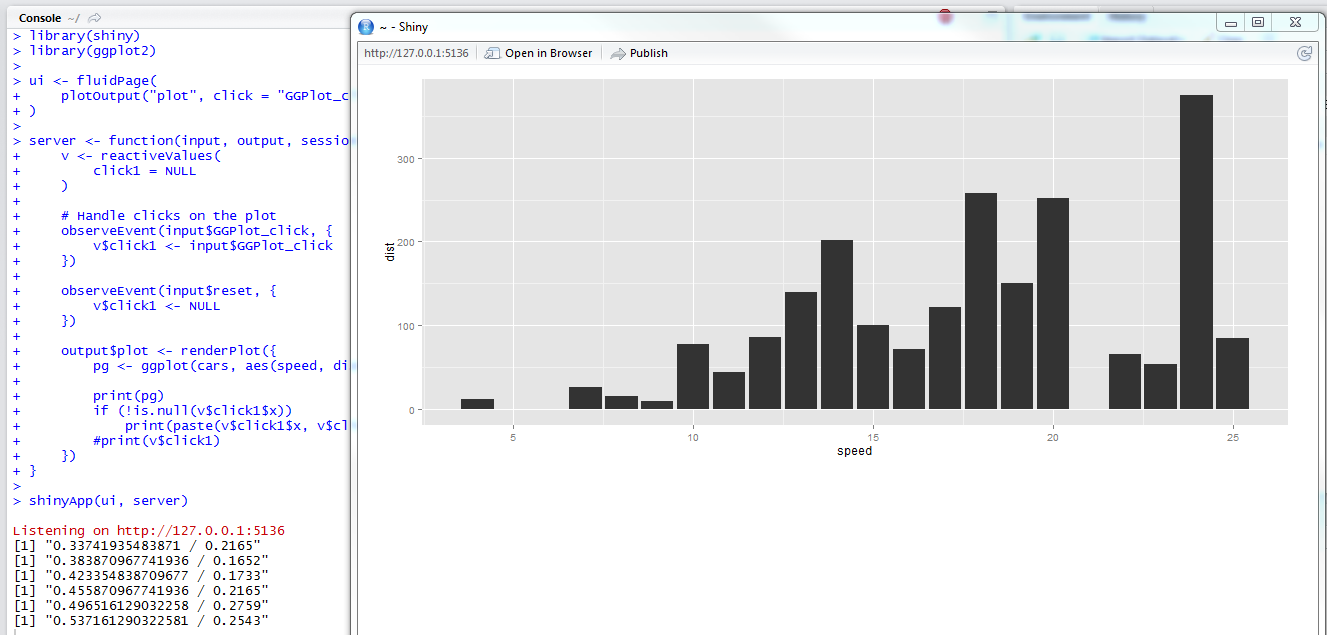 Console ~/
> library(shiny)
> library(ggplot2)
>
> ui <- fluidPage(
+     plotOutput("plot", click = "GGPlot_c
+ )
>
> server <- function(input, output, sessio
+     v <- reactiveValues(
+         click1 = NULL
+     )
+
+     # Handle clicks on the plot
+     observeEvent(input$GGPlot_click, {
+         v$click1 <- input$GGPlot_click
+     })
+
+     observeEvent(input$reset, {
+         v$click1 <- NULL
+     })
+
+     output$plot <- renderPlot({
+         pg <- ggplot(cars, aes(speed, di
+
+         print(pg)
+         if (!is.null(v$click1$x))
+             print(paste(v$click1$x, v$cl
+         #print(v$click1)
+     })
+ }
>
> shinyApp(ui, server)
Listening on http://127.0.0.1:5136
[1] "0.33741935483871 / 0.2165"
[1] "0.383870967741936 / 0.1652"
[1] "0.423354838709677 / 0.1733"
[1] "0.455870967741936 / 0.2165"
[1] "0.496516129032258 / 0.2759"
[1] "0.537161290322581 / 0.2543"
~ - Shiny
http://127.0.0.1:5136 Open in Browser Publish
300
200
dist
100
0
5 10 15 20 25
speed